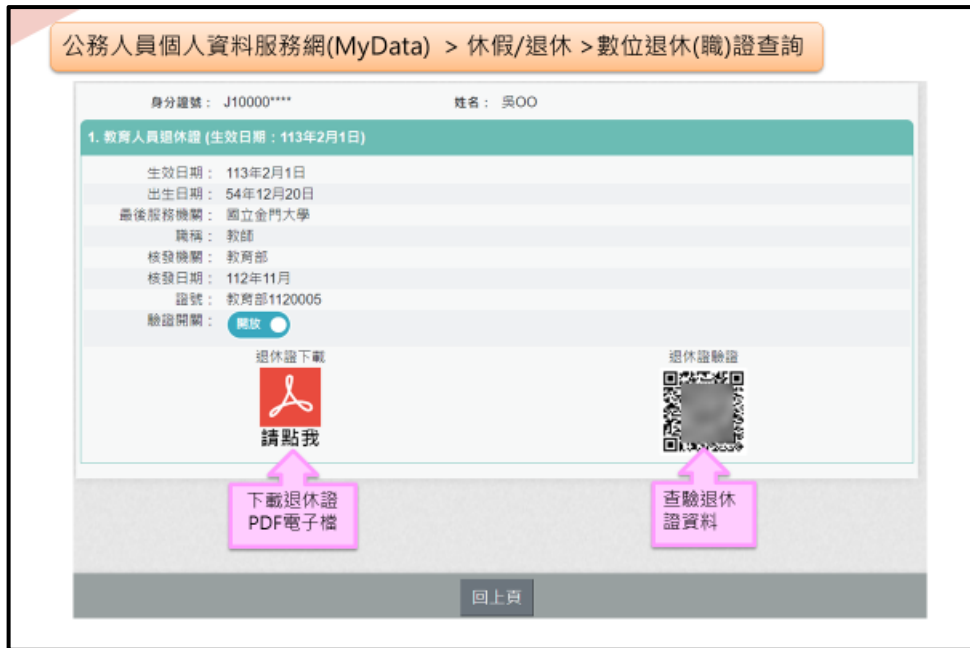 公務人員個人資料服務網(MyData) > 休假/退休 >數位退休(職)證查詢
身分證號： J10000****
姓名： 吳OO
1. 教育人員退休證 (生效日期：113年2月1日)
生效日期： 113年2月1日
出生日期： 54年12月20日
最後服務機關： 國立金門大學
職稱： 教師
核發機關： 教育部
核發日期： 112年11月
證號： 教育部1120005
驗證開關： 開放
退休證下載
退休證驗證
請點我
下載退休證
PDF電子檔
查驗退休
證資料
回上頁